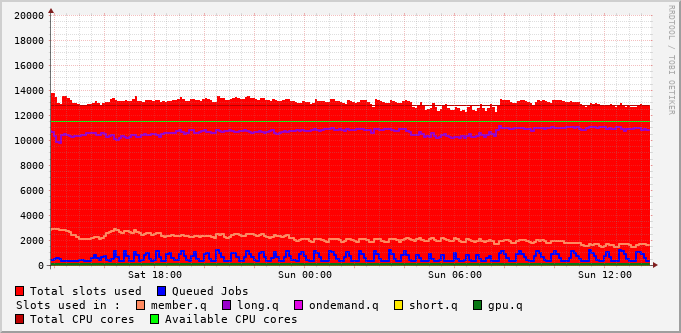 20000
18000
16000
14000
12000
10000
8000
6000
4000
2000
0
Sat 18:00 Sun 00:00 Sun 06:00 Sun 12:00
RRDTOOL / TOBI OETIKER
Total slots used Queued Jobs
Slots used in : member.q long.q ondemand.q short.q gpu.q
Total CPU cores Available CPU cores